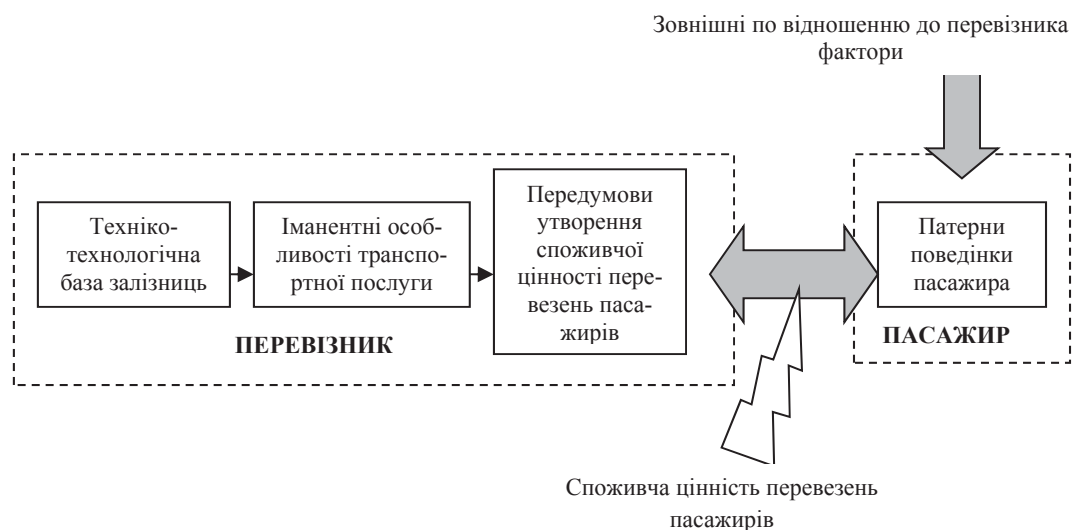 Зовнішні по відношенню до перевізника
фактори
Техніко-
технологічна
база залізниць
Іманентні особ-
ливості транспо-
ртної послуги
Передумови
утворення
споживчої
цінності пере-
везень паса-
жирів
ПЕРЕВІЗНИК
Патерни
поведінки
пасажира
ПАСАЖИР
Споживча цінність перевезень
пасажирів